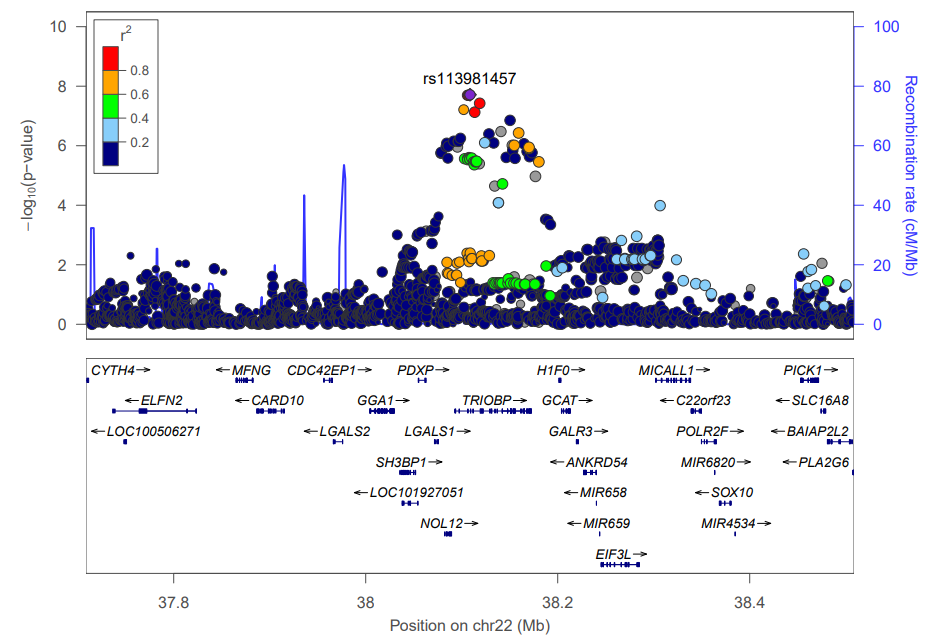 r²
0.8
0.6
0.4
0.2
rs113981457
10
8
6
4
2
0
−log₁₀(p−value)
100
80
60
40
20
0
Recombination rate (cM/Mb)
CYTH4→ ←MFNG CDC42EP1→ PDXP→ H1F0→ MICALL1→ PICK1→
←ELFN2 ←CARD10 GGA1→ TRIOBP→ GCAT→ ←C22orf23 ←SLC16A8
←LOC100506271 ←LGALS2 LGALS1→ GALR3→ POLR2F→ ←BAIAP2L2
SH3BP1→ ←ANKRD54 MIR6820→ ←PLA2G6
←LOC101927051 ←MIR658 ←SOX10
NOL12→ ←MIR659 MIR4534→
EIF3L→
37.8 38 38.2 38.4
Position on chr22 (Mb)